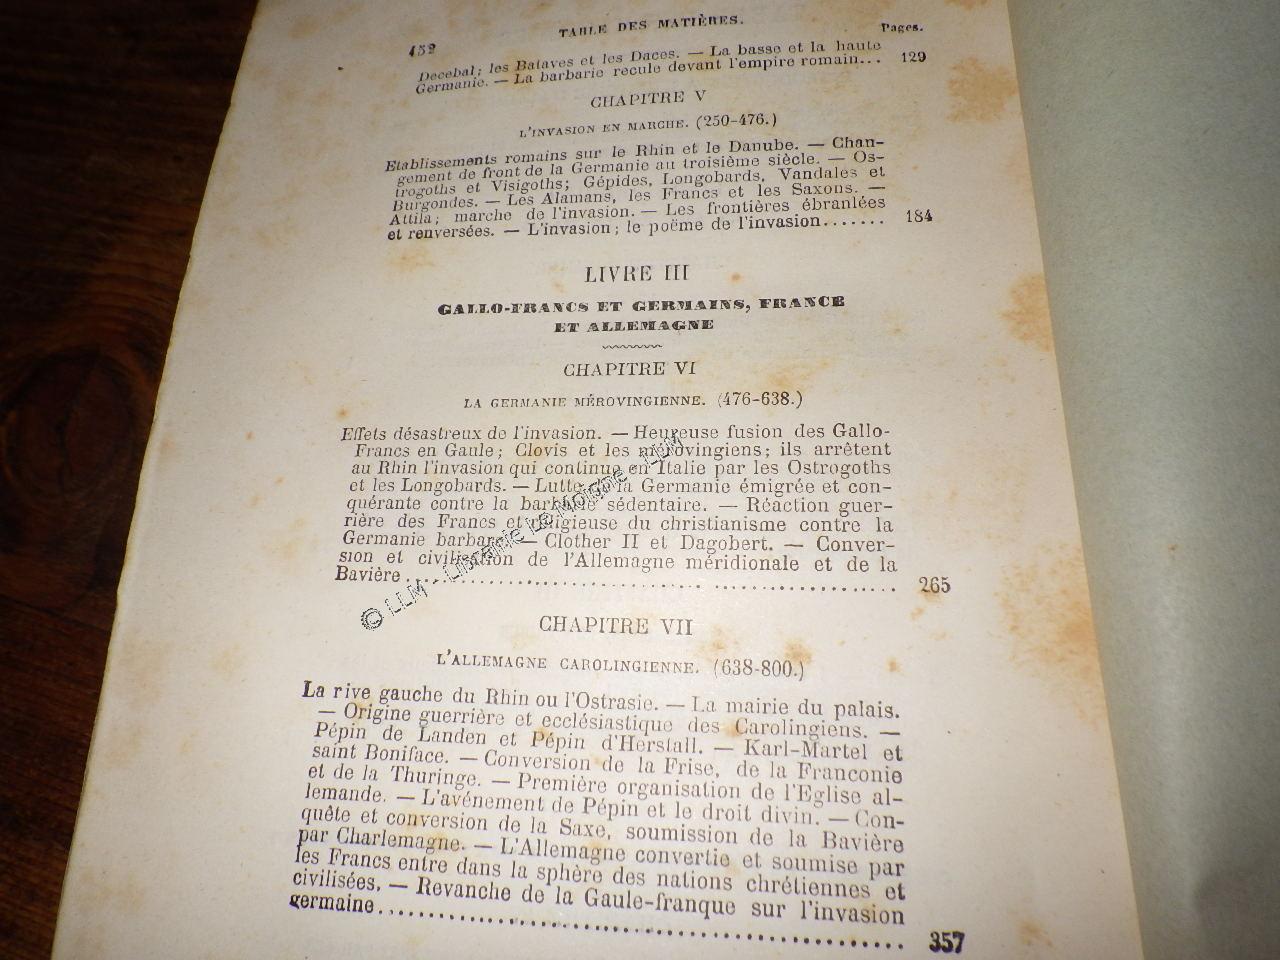 452
TABLE DES MATIÈRES.
Pages.
Decebal; les Bataves et les Daces. — La basse et la haute
Germanie. — La barbarie recule devant l'empire romain... 129
CHAPITRE V
L'INVASION EN MARCHE. (250-476.)
Etablissements romains sur le Rhin et le Danube. — Chan-
gement de front de la Germanie au troisième siècle. — Os-
trogoths et Visigoths; Gépides, Longobards, Vandales et
Burgondes. — Les Alamans, les Francs et les Saxons. —
Attila; marche de l'invasion. — Les frontières ébranlées
et renversées. — L'invasion; le poëme de l'invasion....... 184
LIVRE III
GALLO-FRANCS ET GERMAINS, FRANCE
ET ALLEMAGNE
CHAPITRE VI
LA GERMANIE MÉROVINGIENNE. (476-638.)
Effets désastreux de l'invasion. — Heureuse fusion des Gallo-
Francs en Gaule; Clovis et les mérovingiens; ils arrêtent
au Rhin l'invasion qui continue en Italie par les Ostrogoths
et les Longobards. — Lutte de la Germanie émigrée et con-
quérante contre la barbarie sédentaire. — Réaction guer-
rière des Francs et religieuse du christianisme contre la
Germanie barbare. — Clother II et Dagobert. — Conver-
sion et civilisation de l'Allemagne méridionale et de la
Bavière ........................................ 265
© LLM - Librairie Le Moisne - LLM
CHAPITRE VII
L'ALLEMAGNE CAROLINGIENNE. (638-800.)
La rive gauche du Rhin ou l'Ostrasie. — La mairie du palais.
— Origine guerrière et ecclésiastique des Carolingiens. —
Pépin de Landen et Pépin d'Herstall. — Karl-Martel et
saint Boniface. — Conversion de la Frise, de la Franconie
et de la Thuringe. — Première organisation de l'Eglise al-
lemande. — L'avénement de Pépin et le droit divin. — Con-
quête et conversion de la Saxe, soumission de la Bavière
par Charlemagne. — L'Allemagne convertie et soumise par
les Francs entre dans la sphère des nations chrétiennes et
civilisées. — Revanche de la Gaule-franque sur l'invasion
germaine........................................ 357